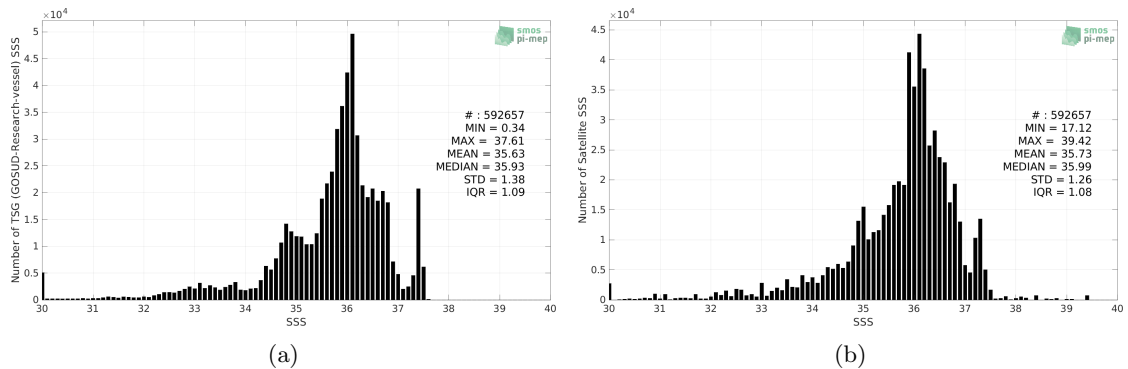 ×10⁴
5
4.5
4
3.5
3
2.5
2
1.5
1
0.5
0
30 31 32 33 34 35 36 37 38 39 40
SSS
Number of TSG (GOSUD-Research-vessel) SSS
smos
pi-mep
# : 592657
MIN = 0.34
MAX = 37.61
MEAN = 35.63
MEDIAN = 35.93
STD = 1.38
IQR = 1.09
(a)
×10⁴
4.5
4
3.5
3
2.5
2
1.5
1
0.5
0
30 31 32 33 34 35 36 37 38 39 40
SSS
Number of Satellite SSS
smos
pi-mep
# : 592657
MIN = 17.12
MAX = 39.42
MEAN = 35.73
MEDIAN = 35.99
STD = 1.26
IQR = 1.08
(b)